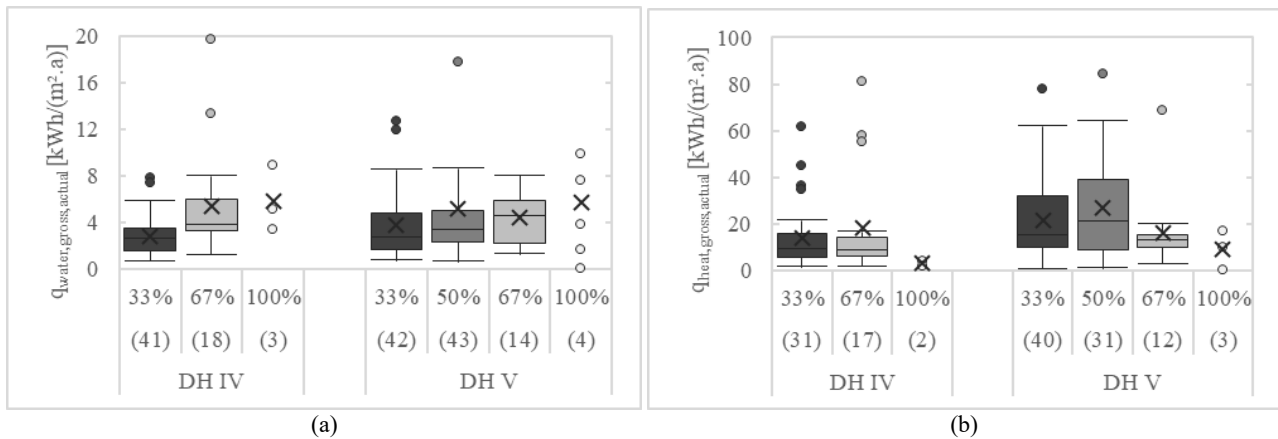 q_water,gross,actual [kWh/(m².a)]
20
16
12
8
4
0
33% 67% 100% 33% 50% 67% 100%
(41) (18) (3) (42) (43) (14) (4)
DH IV DH V
(a)
q_heat,gross,actual [kWh/(m².a)]
100
80
60
40
20
0
33% 67% 100% 33% 50% 67% 100%
(31) (17) (2) (40) (31) (12) (3)
DH IV DH V
(b)